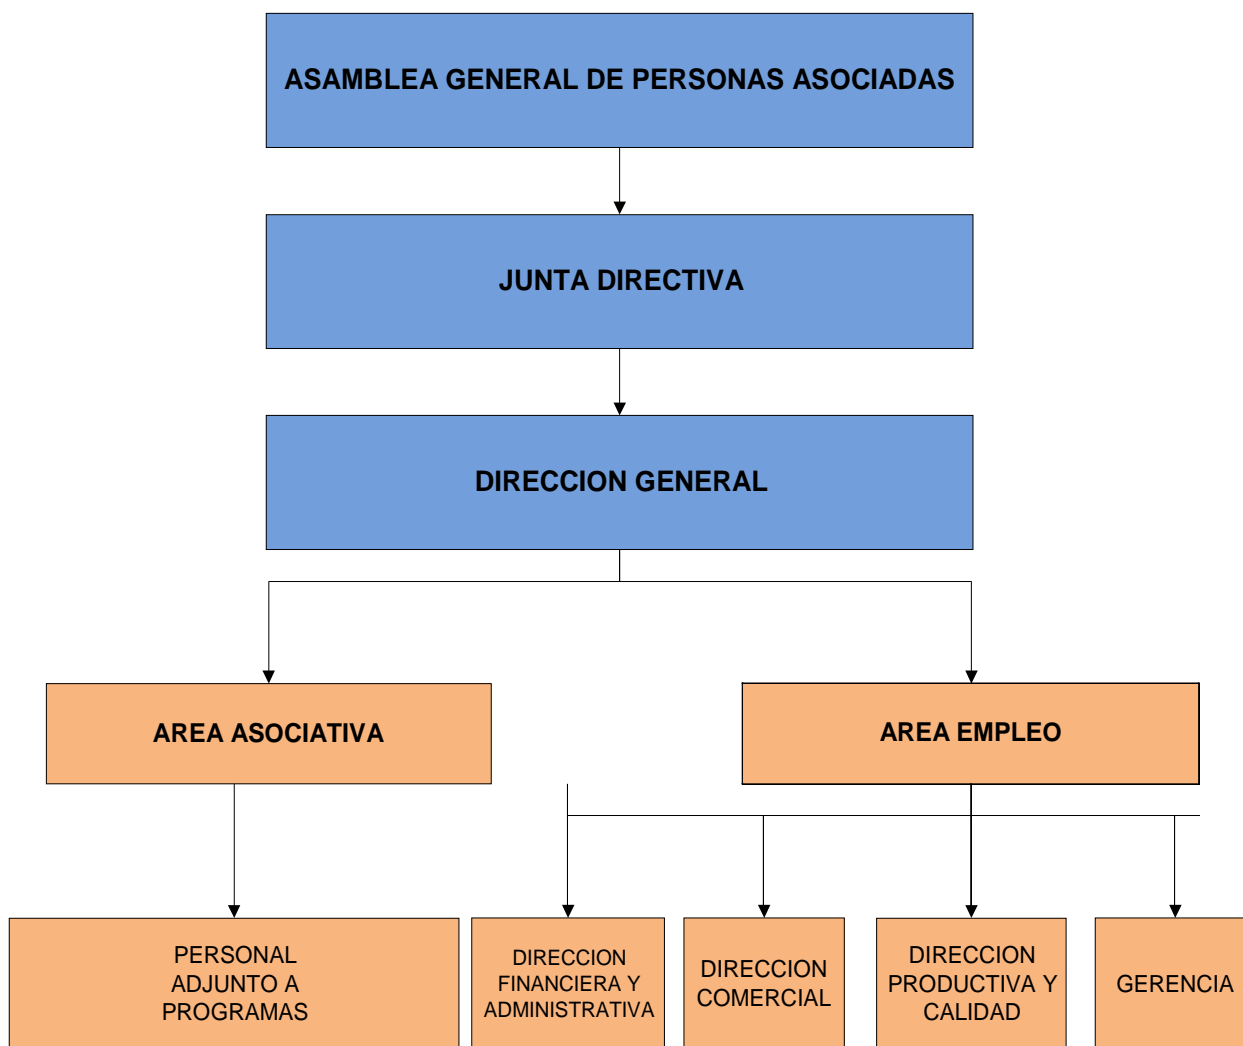 ASAMBLEA GENERAL DE PERSONAS ASOCIADAS
JUNTA DIRECTIVA
DIRECCION GENERAL
AREA ASOCIATIVA
AREA EMPLEO
PERSONAL
ADJUNTO A
PROGRAMAS
DIRECCION
FINANCIERA Y
ADMINISTRATIVA
DIRECCION
COMERCIAL
DIRECCION
PRODUCTIVA Y
CALIDAD
GERENCIA